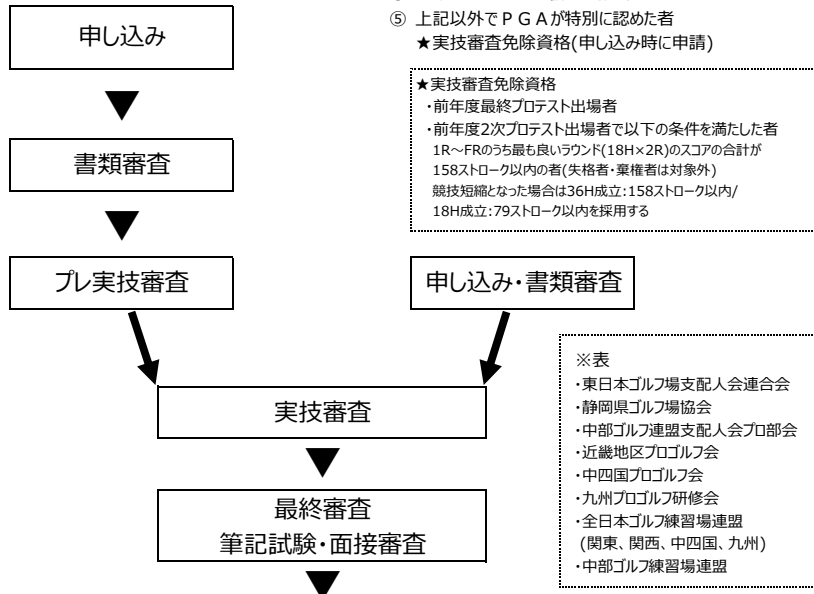 ⑤ 上記以外でPGAが特別に認めた者
★実技審査免除資格(申し込み時に申請)
申し込み
★実技審査免除資格
・前年度最終プロテスト出場者
・前年度2次プロテスト出場者で以下の条件を満たした者
1R～FRのうち最も良いラウンド(18H×2R)のスコアの合計が
158ストローク以内の者(失格者・棄権者は対象外)
競技短縮となった場合は36H成立:158ストローク以内/
18H成立:79ストローク以内を採用する
書類審査
プレ実技審査
申し込み・書類審査
実技審査
最終審査
筆記試験・面接審査
※表
・東日本ゴルフ場支配人会連合会
・静岡県ゴルフ場協会
・中部ゴルフ連盟支配人会プロ部会
・近畿地区プロゴルフ会
・中四国プロゴルフ会
・九州プロゴルフ研修会
・全日本ゴルフ練習場連盟
(関東、関西、中四国、九州)
・中部ゴルフ練習場連盟